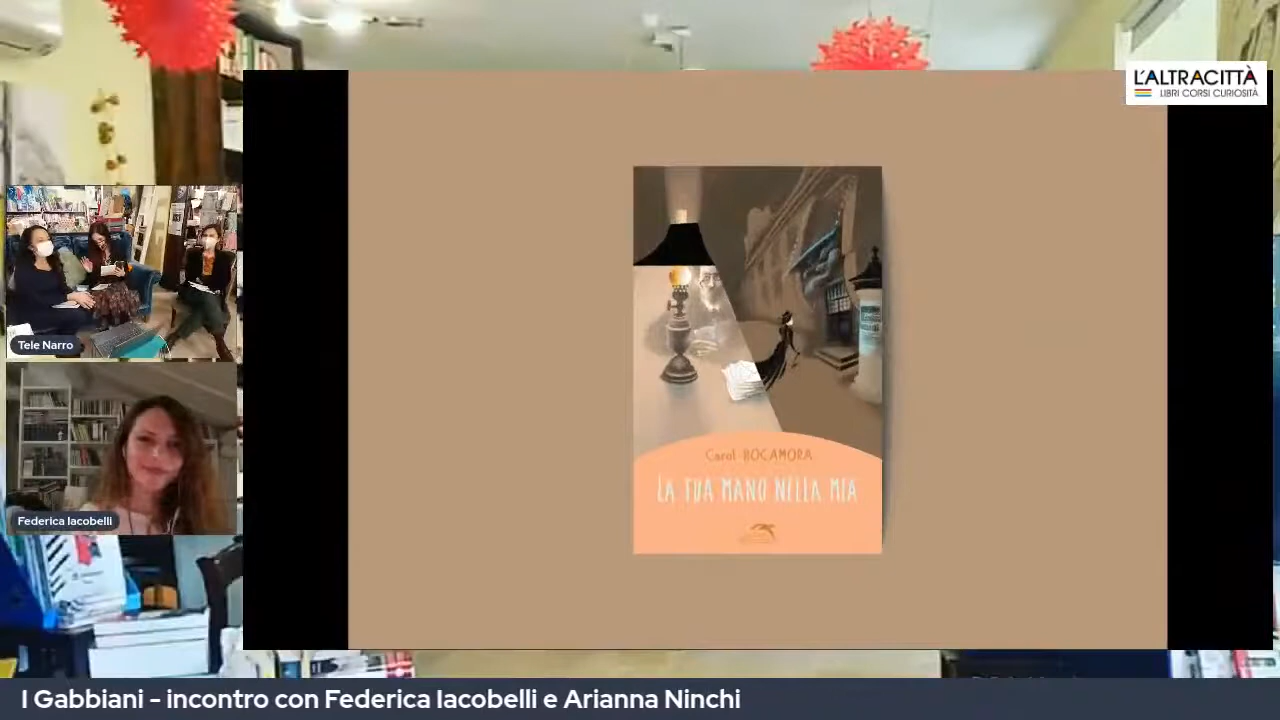 L'ALTRACITTÀ
LIBRI CORSI CURIOSITÀ
Tele Narro
Federica Iacobelli
Carol ROCAMORA
LA TUA MANO NELLA MIA
I Gabbiani - incontro con Federica Iacobelli e Arianna Ninchi